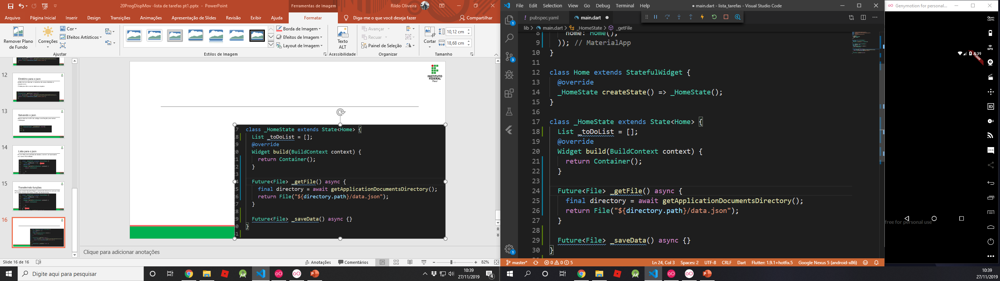 20ProgDispMov -lista de tarefas pt1.pptx - PowerPoint
Ferramentas de Imagem
Rildo Oliveira
Arquivo
Página Inicial
Inserir
Design
Transições
Animações
Apresentação de Slides
Revisão
Exibir
Ajuda
Formatar
Diga-me o que você deseja fazer
Compartilhar
Remover Plano
de Fundo
Correções
Cor
Efeitos Artísticos
Ajustar
Estilos de Imagem
Borda de Imagem
Efeitos de Imagem
Layout de Imagem
Texto
ALT
Acessibilidade
Avançar
Recuar
Painel de Seleção
Organizar
Cortar
10,12 cm
18,68 cm
Tamanho
12
Diretório para o json
13
Salvando o json
14
Lista para o json
15
Transferindo funções
16
INSTITUTO
FEDERAL
Piauí
7 class _HomeState extends State<Home> {
8 List _toDoList = [];
9 @override
0 Widget build(BuildContext context) {
1 return Container();
2 }
3
4 Future<File> _getFile() async {
5 final directory = await getApplicationDocumentsDirectory();
6 return File("${directory.path}/data.json");
7 }
8
9 Future<File> _saveData() async {}
0 }
1
Clique para adicionar anotações
Slide 16 de 16
Anotações
Comentários
82%
Digite aqui para pesquisar
10:39
27/11/2019
4
File Edit Selection View Go Debug Terminal Help
● main.dart - lista_tarefas - Visual Studio Code
pubspec.yaml
main.dart
lib > main.dart > _HomeState > _getFile
8 home: Home(),
9 )); // MaterialApp
10 }
11
12 class Home extends StatefulWidget {
13 @override
14 _HomeState createState() => _HomeState();
15 }
16
17 class _HomeState extends State<Home> {
18 List _toDoList = [];
19 @override
20 Widget build(BuildContext context) {
21 return Container();
22 }
23
24 Future<File> _getFile() async {
25 final directory = await getApplicationDocumentsDirectory();
26 return File("${directory.path}/data.json");
27 }
28
29 Future<File> _saveData() async {}
30 }
1
3
1
master*
0 0 5
Ln 24, Col 3
Spaces: 2
UTF-8
CRLF
Dart
Flutter: 1.9.1+hotfix.5
Google Nexus 5 (android-x86)
Genymotion for personal...
8:39
DEBUG
Open
GAPPS
GPS
ID
free for personal use
10:39
27/11/2019